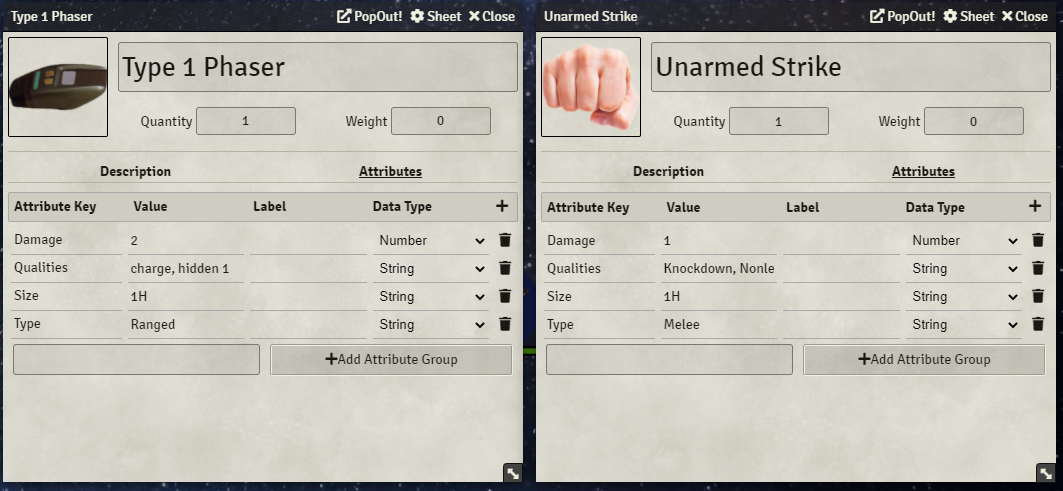 Type 1 Phaser PopOut! Sheet Close
Type 1 Phaser
Quantity 1 Weight 0
Description Attributes
Attribute Key Value Label Data Type +
Damage 2 Number
Qualities charge, hidden 1 String
Size 1H String
Type Ranged String
+Add Attribute Group
Unarmed Strike PopOut! Sheet Close
Unarmed Strike
Quantity 1 Weight 0
Description Attributes
Attribute Key Value Label Data Type +
Damage 1 Number
Qualities Knockdown, Nonle String
Size 1H String
Type Melee String
+Add Attribute Group